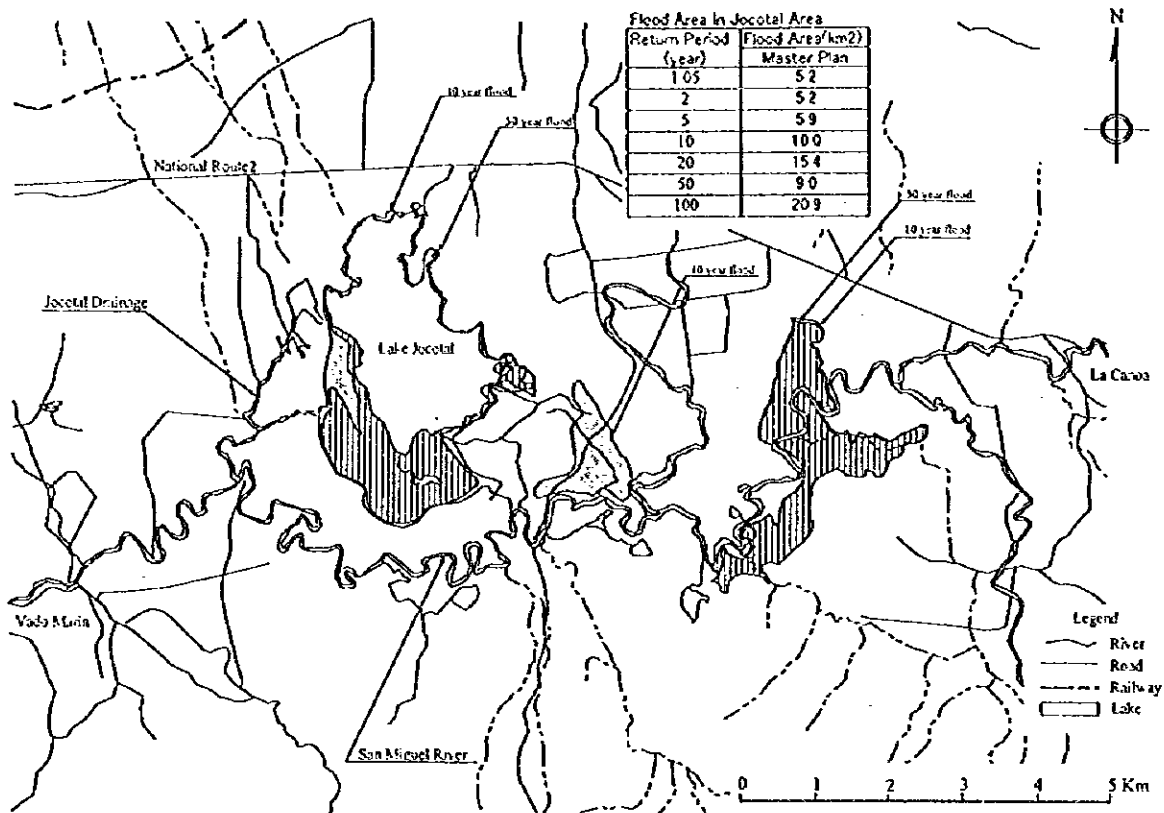 Flood Area In Jocotal Area
Return Period (year) Flood Area(km2) Master Plan
1.05 5.2
2 5.2
5 5.9
10 10.0
20 15.4
50 9.0
100 20.9
N
10 year flood
50 year flood
National Route2
50 year flood
10 year flood
10 year flood
Jocotal Drainage
Lake Jocotal
La Canoa
Vado Marin
Legend
River
Road
Railway
Lake
San Miguel River
0 1 2 3 4 5 Km